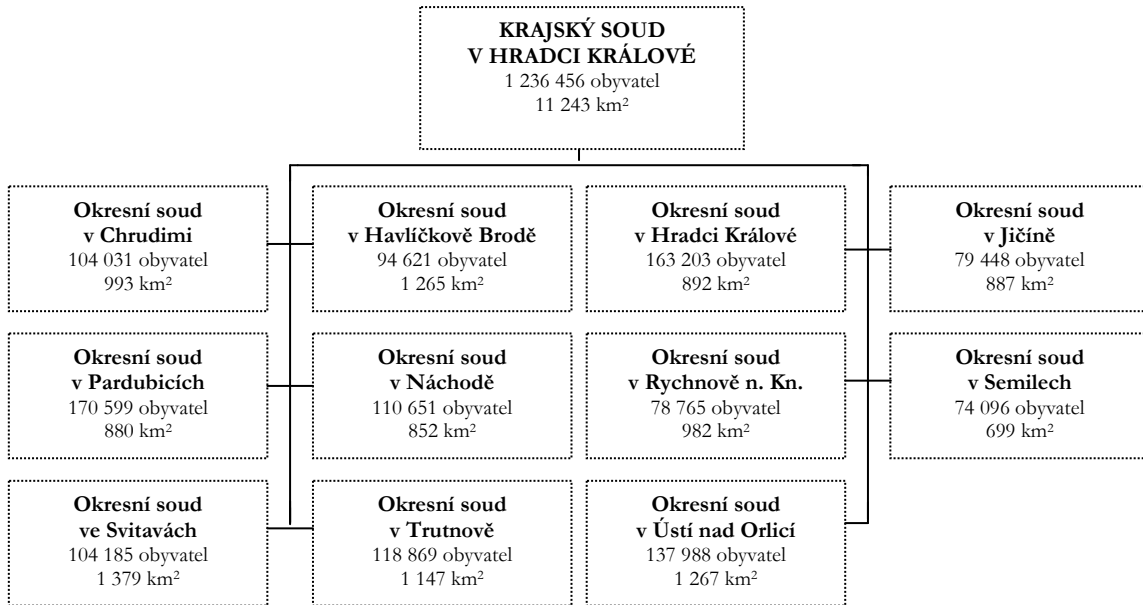 KRAJSKÝ SOUD
V HRADCI KRÁLOVÉ
1 236 456 obyvatel
11 243 km²
Okresní soud
v Chrudimi
104 031 obyvatel
993 km²
Okresní soud
v Havlíčkově Brodě
94 621 obyvatel
1 265 km²
Okresní soud
v Hradci Králové
163 203 obyvatel
892 km²
Okresní soud
v Jičíně
79 448 obyvatel
887 km²
Okresní soud
v Pardubicích
170 599 obyvatel
880 km²
Okresní soud
v Náchodě
110 651 obyvatel
852 km²
Okresní soud
v Rychnově n. Kn.
78 765 obyvatel
982 km²
Okresní soud
v Semilech
74 096 obyvatel
699 km²
Okresní soud
ve Svitavách
104 185 obyvatel
1 379 km²
Okresní soud
v Trutnově
118 869 obyvatel
1 147 km²
Okresní soud
v Ústí nad Orlicí
137 988 obyvatel
1 267 km²